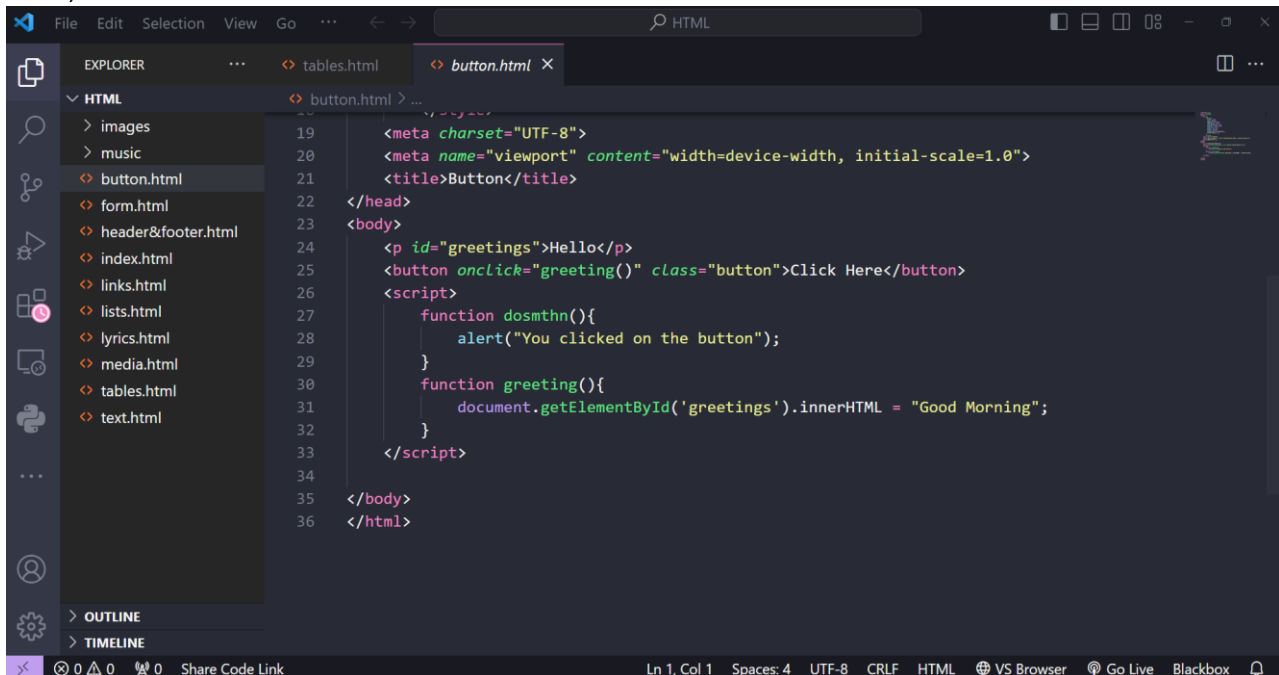 File Edit Selection View Go ··· HTML
EXPLORER ··· tables.html button.html
HTML
button.html > ...
images
music
button.html
form.html
header&footer.html
index.html
links.html
lists.html
lyrics.html
media.html
tables.html
text.html
18 </style>
19 <meta charset="UTF-8">
20 <meta name="viewport" content="width=device-width, initial-scale=1.0">
21 <title>Button</title>
22 </head>
23 <body>
24 <p id="greetings">Hello</p>
25 <button onclick="greeting()" class="button">Click Here</button>
26 <script>
27 function dosmthn(){
28 alert("You clicked on the button");
29 }
30 function greeting(){
31 document.getElementById('greetings').innerHTML = "Good Morning";
32 }
33 </script>
34
35 </body>
36 </html>
OUTLINE
TIMELINE
0 0 0 Share Code Link Ln 1, Col 1 Spaces: 4 UTF-8 CRLF HTML VS Browser Go Live Blackbox